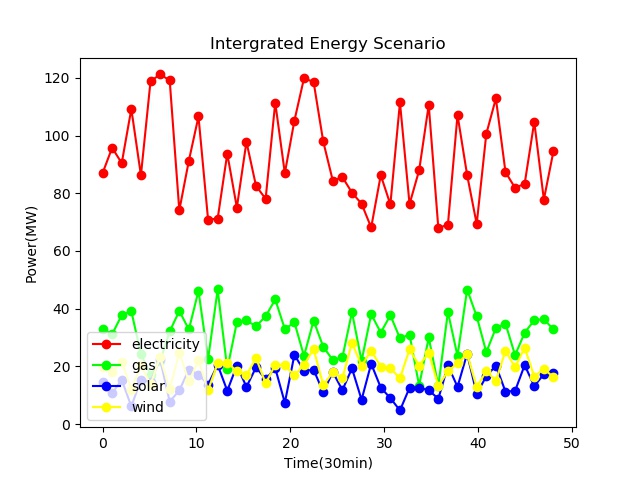 Intergrated Energy Scenario
Power(MW)
120
100
80
60
40
20
0
electricity
gas
solar
wind
0 10 20 30 40 50
Time(30min)